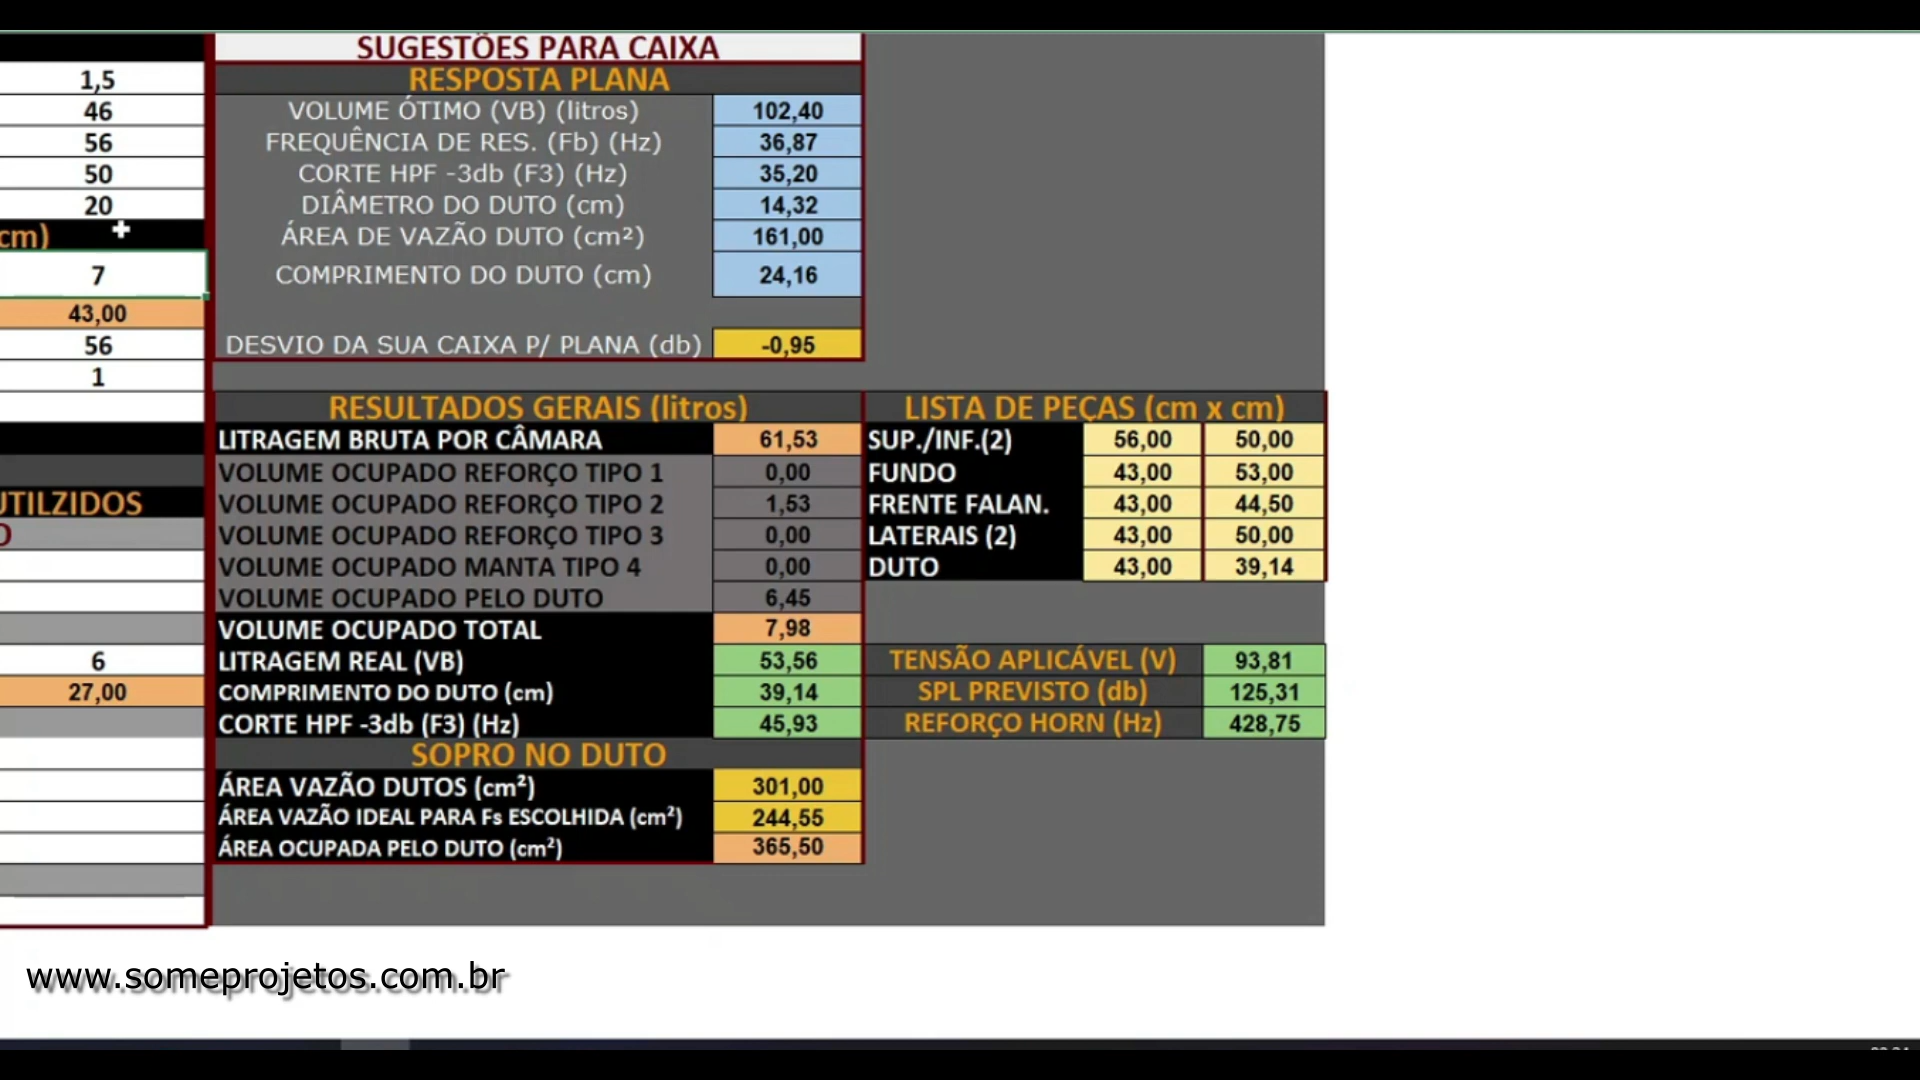 SUGESTÕES PARA CAIXA
1,5 RESPOSTA PLANA
46 VOLUME ÓTIMO (VB) (litros) 102,40
56 FREQUÊNCIA DE RES. (Fb) (Hz) 36,87
50 CORTE HPF -3db (F3) (Hz) 35,20
20 DIÂMETRO DO DUTO (cm) 14,32
cm) ÁREA DE VAZÃO DUTO (cm²) 161,00
7 COMPRIMENTO DO DUTO (cm) 24,16
43,00
56 DESVIO DA SUA CAIXA P/ PLANA (db) -0,95
1
RESULTADOS GERAIS (litros) LISTA DE PEÇAS (cm x cm)
LITRAGEM BRUTA POR CÂMARA 61,53 SUP./INF.(2) 56,00 50,00
VOLUME OCUPADO REFORÇO TIPO 1 0,00 FUNDO 43,00 53,00
UTILZIDOS VOLUME OCUPADO REFORÇO TIPO 2 1,53 FRENTE FALAN. 43,00 44,50
O VOLUME OCUPADO REFORÇO TIPO 3 0,00 LATERAIS (2) 43,00 50,00
VOLUME OCUPADO MANTA TIPO 4 0,00 DUTO 43,00 39,14
VOLUME OCUPADO PELO DUTO 6,45
VOLUME OCUPADO TOTAL 7,98
6 LITRAGEM REAL (VB) 53,56 TENSÃO APLICÁVEL (V) 93,81
27,00 COMPRIMENTO DO DUTO (cm) 39,14 SPL PREVISTO (db) 125,31
CORTE HPF -3db (F3) (Hz) 45,93 REFORÇO HORN (Hz) 428,75
SOPRO NO DUTO
ÁREA VAZÃO DUTOS (cm²) 301,00
ÁREA VAZÃO IDEAL PARA Fs ESCOLHIDA (cm²) 244,55
ÁREA OCUPADA PELO DUTO (cm²) 365,50
www.someprojetos.com.br